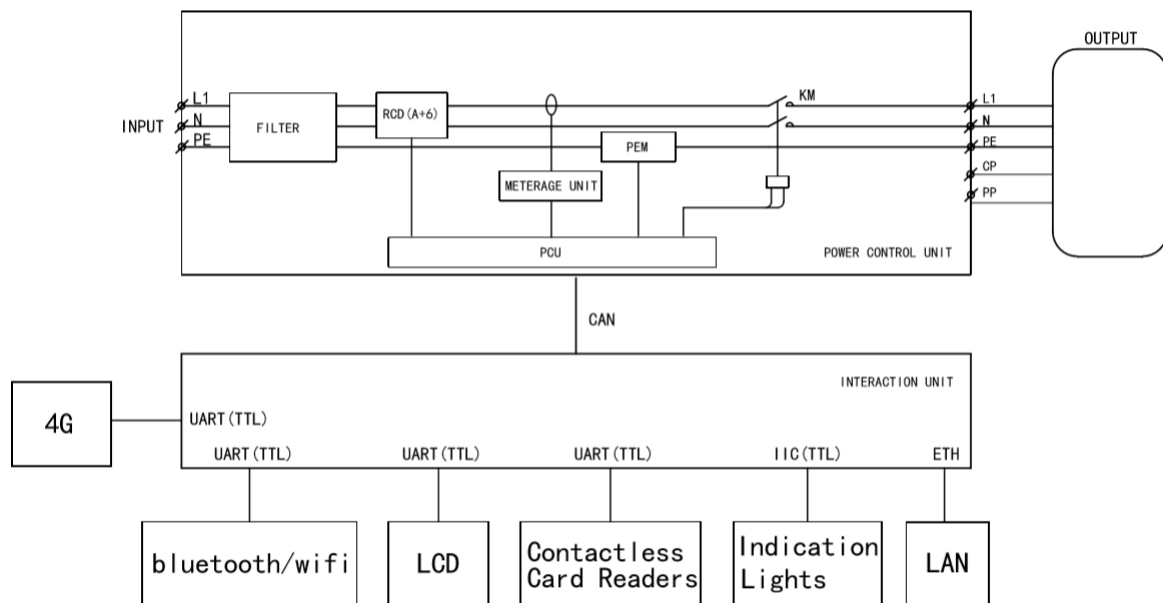 OUTPUT
L1
KM
L1
RCD(A+6)
INPUT
N
FILTER
N
PE
PEM
PE
CP
METERAGE UNIT
PP
PCU
POWER CONTROL UNIT
CAN
INTERACTION UNIT
4G
UART(TTL)
UART(TTL)
UART(TTL)
UART(TTL)
IIC(TTL)
ETH
bluetooth/wifi
LCD
Contactless
Card Readers
Indication
Lights
LAN